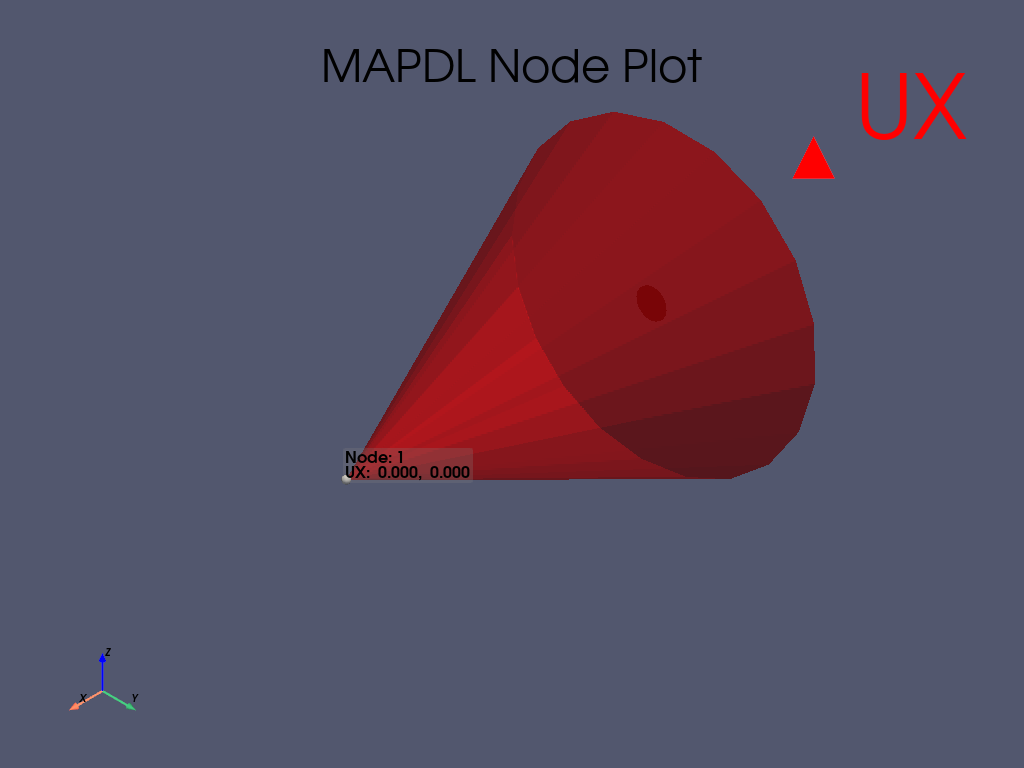 MAPDL Node Plot
UX
Node: 1
UX: 0.000, 0.000
Z
X
Y